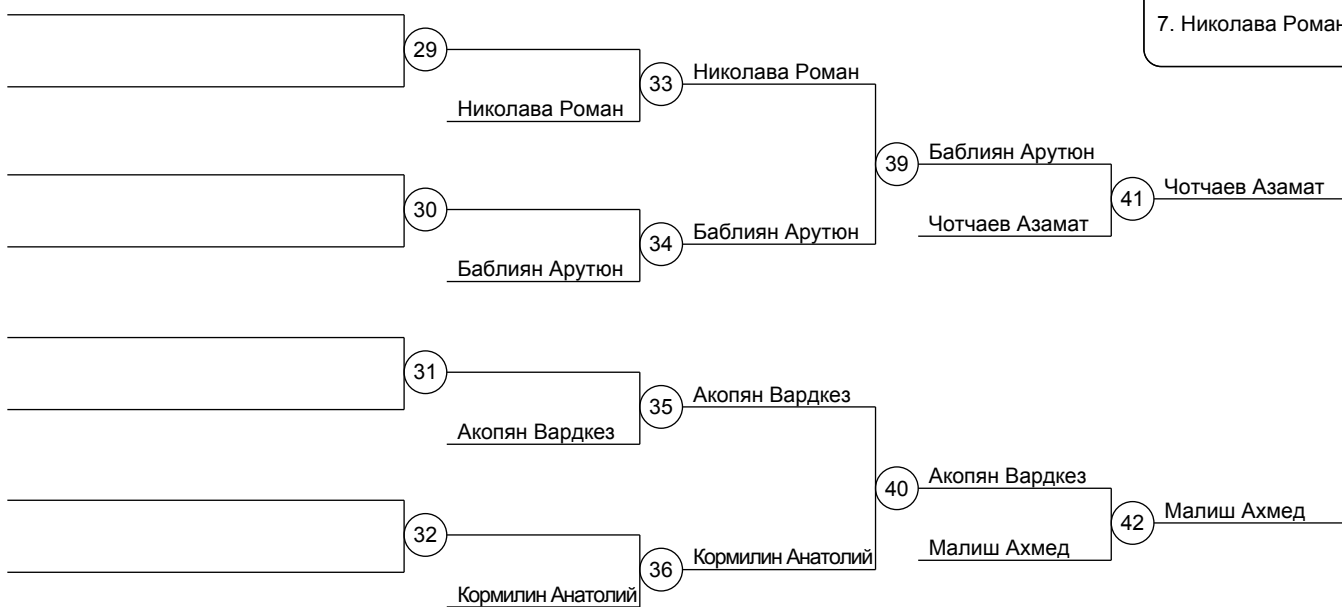 7. Николава Роман
29
33
Николава Роман
Николава Роман
39
Баблиян Арутюн
41
Чотчаев Азамат
30
34
Баблиян Арутюн
Чотчаев Азамат
Баблиян Арутюн
31
35
Акопян Вардкез
Акопян Вардкез
40
Акопян Вардкез
42
Малиш Ахмед
32
36
Кормилин Анатолий
Малиш Ахмед
Кормилин Анатолий